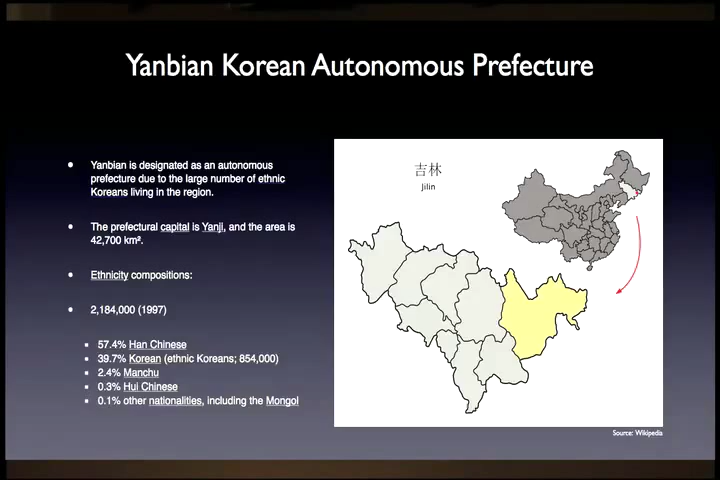 Yanbian Korean Autonomous Prefecture
Yanbian is designated as an autonomous
prefecture due to the large number of ethnic
Koreans living in the region.
The prefectural capital is Yanji, and the area is
42,700 km².
Ethnicity compositions:
2,184,000 (1997)
57.4% Han Chinese
39.7% Korean (ethnic Koreans; 854,000)
2.4% Manchu
0.3% Hui Chinese
0.1% other nationalities, including the Mongol
吉林
Jilin
Source: Wikipedia